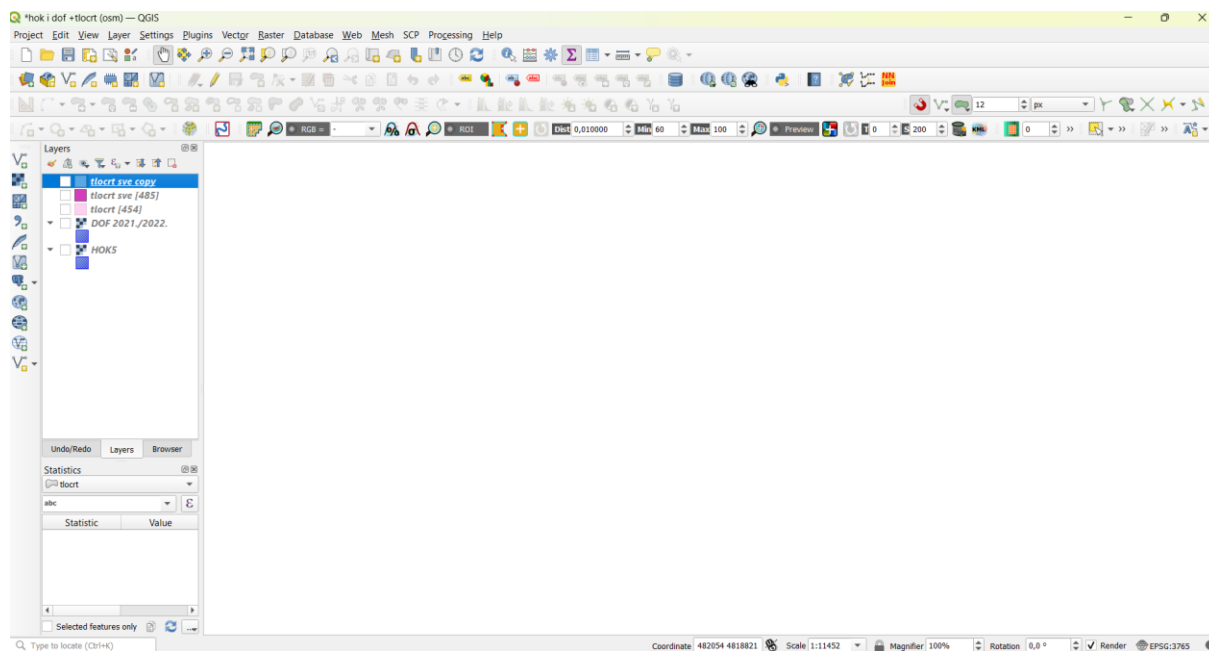 *hok i dof +tlocrt (osm) — QGIS
Project Edit View Layer Settings Plugins Vector Raster Database Web Mesh SCP Processing Help
12 px
RGB = - ROI Dist 0,010000 Min 60 Max 100 Preview T 0 S 200 KML 0 » » »
Layers
tlocrt sve copy
tlocrt sve [485]
tlocrt [454]
DOF 2021./2022.
HOK5
Undo/Redo Layers Browser
Statistics
tlocrt
abc ε
Statistic Value
Selected features only ...
Type to locate (Ctrl+K) Coordinate 482054 4818821 Scale 1:11452 Magnifier 100% Rotation 0,0 ° Render EPSG:3765